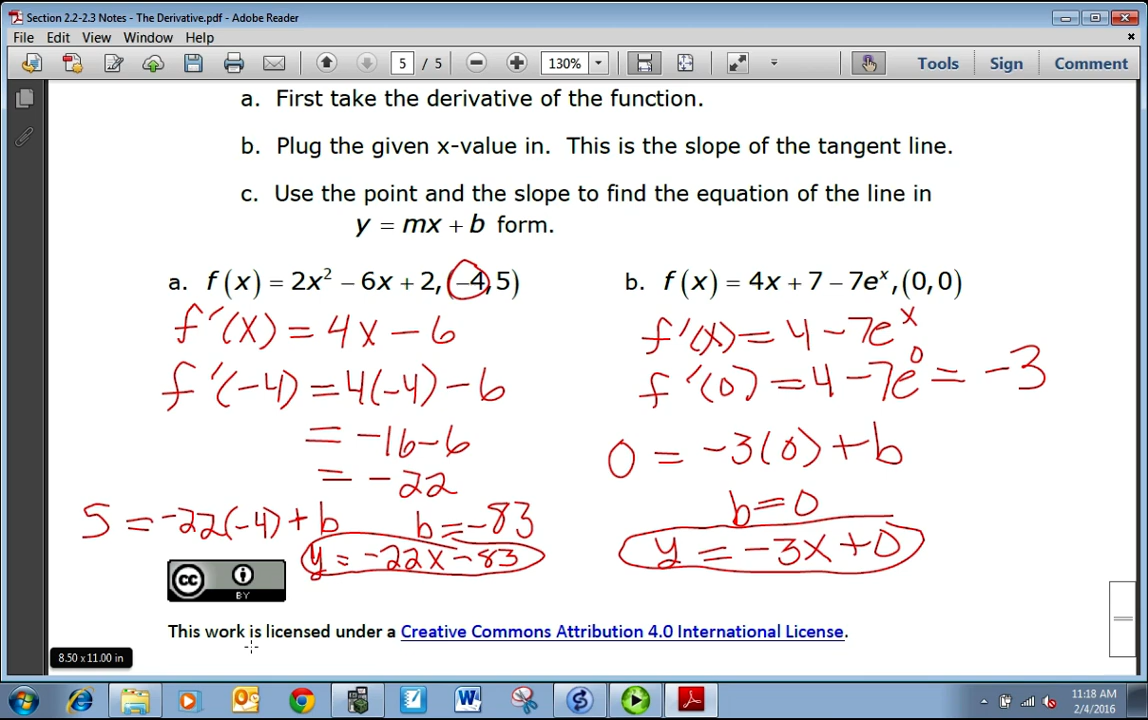 Section 2.2-2.3 Notes - The Derivative.pdf - Adobe Reader
File Edit View Window Help
5 / 5 130% Tools Sign Comment
a. First take the derivative of the function.
b. Plug the given x-value in. This is the slope of the tangent line.
c. Use the point and the slope to find the equation of the line in
y = mx + b form.
a. f(x) = 2x² − 6x + 2, (−4, 5)
f'(x) = 4x − 6
f'(−4) = 4(−4) − 6
= −16 − 6
= −22
5 = −22(−4) + b b = −83
y = −22x − 83
b. f(x) = 4x + 7 − 7eˣ, (0, 0)
f'(x) = 4 − 7eˣ
f'(0) = 4 − 7e⁰ = −3
0 = −3(0) + b
b = 0
y = −3x + 0
cc BY
This work is licensed under a Creative Commons Attribution 4.0 International License.
8.50 x 11.00 in
11:18 AM
2/4/2016